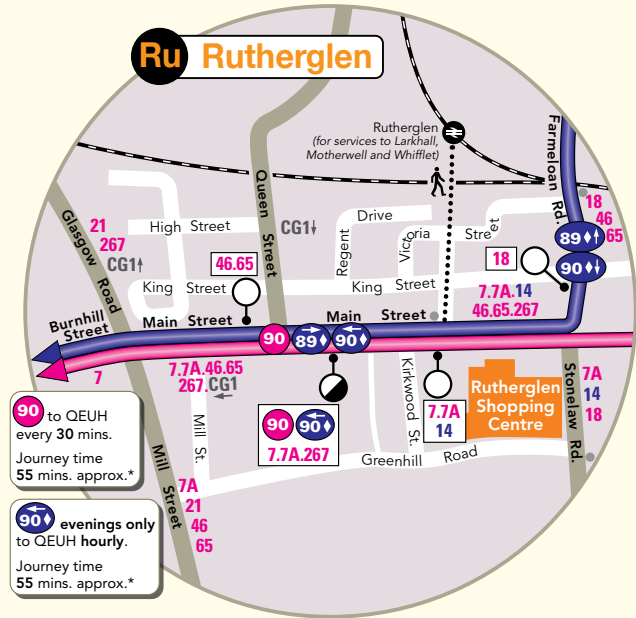 Ru Rutherglen
Rutherglen
(for services to Larkhall,
Motherwell and Whifflet)
Farmeloan Rd.
18
46
65
89
90
Glasgow Road
21
267
CG1
High Street
Queen Street
CG1
Regent
Drive
Victoria Street
18
46.65
7.7A.14
46.65.267
King Street
King Street
Burnhill
Street
Main Street
Main Street
90 89 90
7
7.7A.46.65
267.CG1
Mill St.
90 90
7.7A.267
Kirkwood St.
7.7A
14
Rutherglen
Shopping
Centre
Stonelaw Rd.
7A
14
18
Greenhill Road
Mill Street
7A
21
46
65
90 to QEUH
every 30 mins.
Journey time
55 mins. approx.*
90 evenings only
to QEUH hourly.
Journey time
55 mins. approx.*